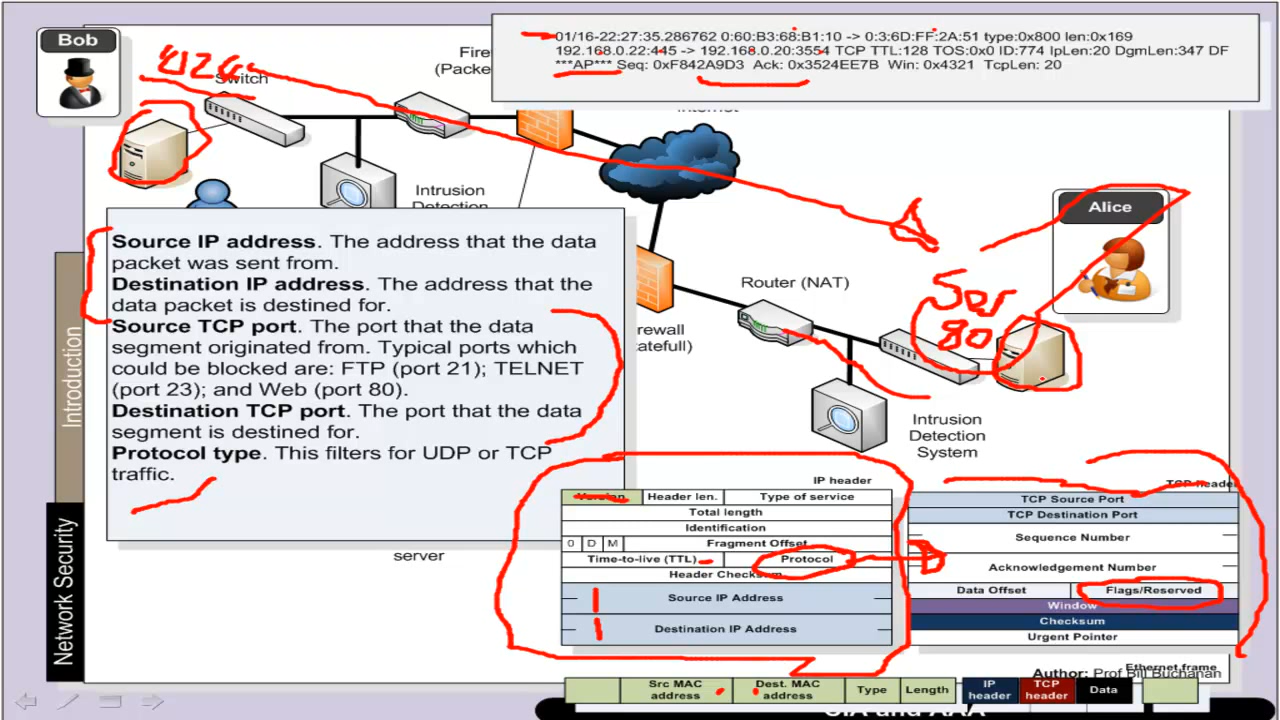 Bob
01/16-22:27:35.286762 0:60:B3:68:B1:10 -> 0:3:6D:FF:2A:51 type:0x800 len:0x169
192.168.0.22:445 -> 192.168.0.20:3554 TCP TTL:128 TOS:0x0 ID:774 IpLen:20 DgmLen:347 DF
***AP*** Seq: 0xF842A9D3 Ack: 0x3524EE7B Win: 0x4321 TcpLen: 20
Switch
Intrusion
Detection
Alice
Source IP address. The address that the data
packet was sent from.
Destination IP address. The address that the
data packet is destined for.
Source TCP port. The port that the data
segment originated from. Typical ports which
could be blocked are: FTP (port 21); TELNET
(port 23); and Web (port 80).
Destination TCP port. The port that the data
segment is destined for.
Protocol type. This filters for UDP or TCP
traffic.
server
Router (NAT)
80
Intrusion
Detection
System
Introduction
Network Security
IP header
Version
Header len.
Type of service
Total length
Identification
0
D
M
Fragment Offset
Time-to-live (TTL)
Protocol
Header Checksum
Source IP Address
Destination IP Address
TCP header
TCP Source Port
TCP Destination Port
Sequence Number
Acknowledgement Number
Data Offset
Flags/Reserved
Window
Checksum
Urgent Pointer
Author: Prof Bill Buchanan
Ethernet frame
Src MAC
address
Dest. MAC
address
Type
Length
IP
header
TCP
header
Data